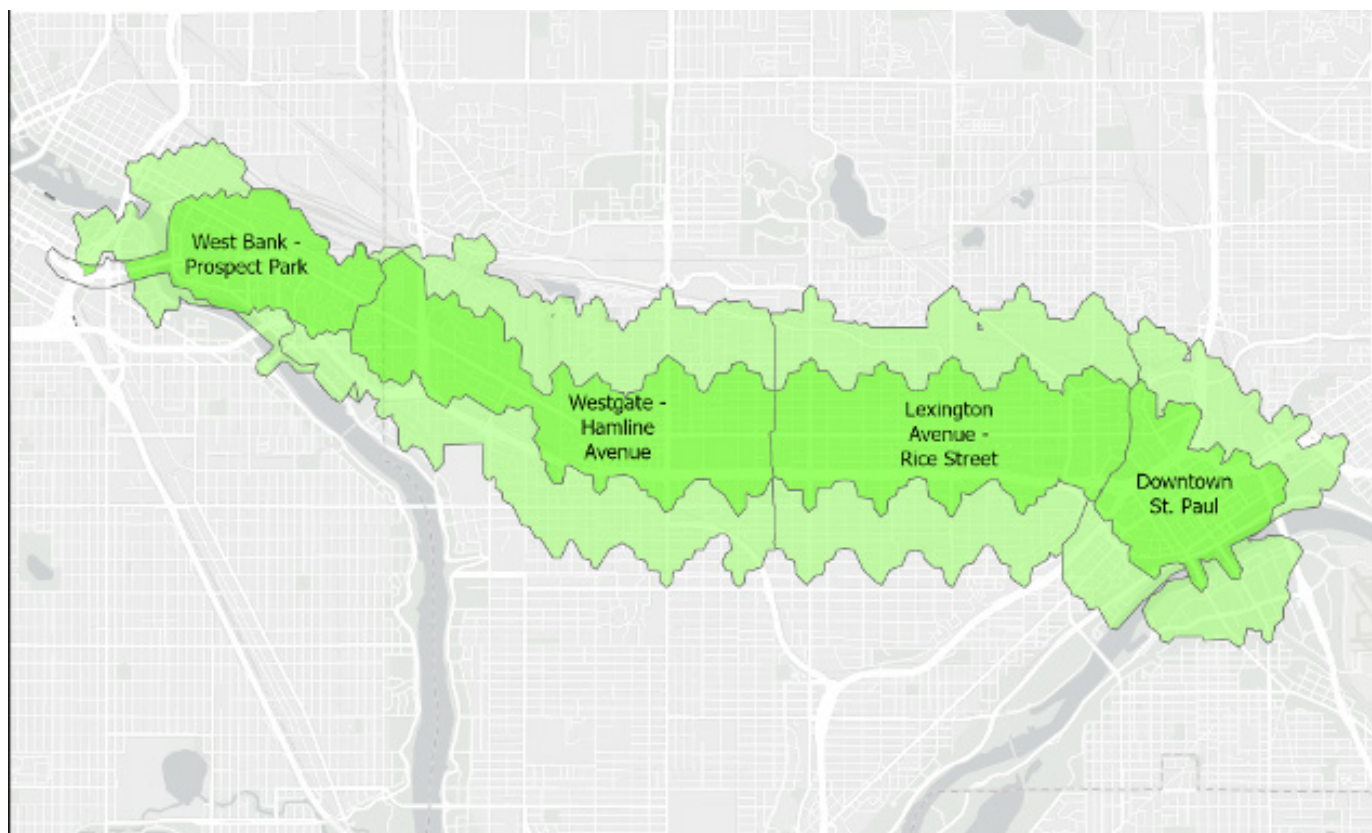 West Bank -
Prospect Park
Westgate -
Hamline
Avenue
Lexington
Avenue -
Rice Street
Downtown
St. Paul